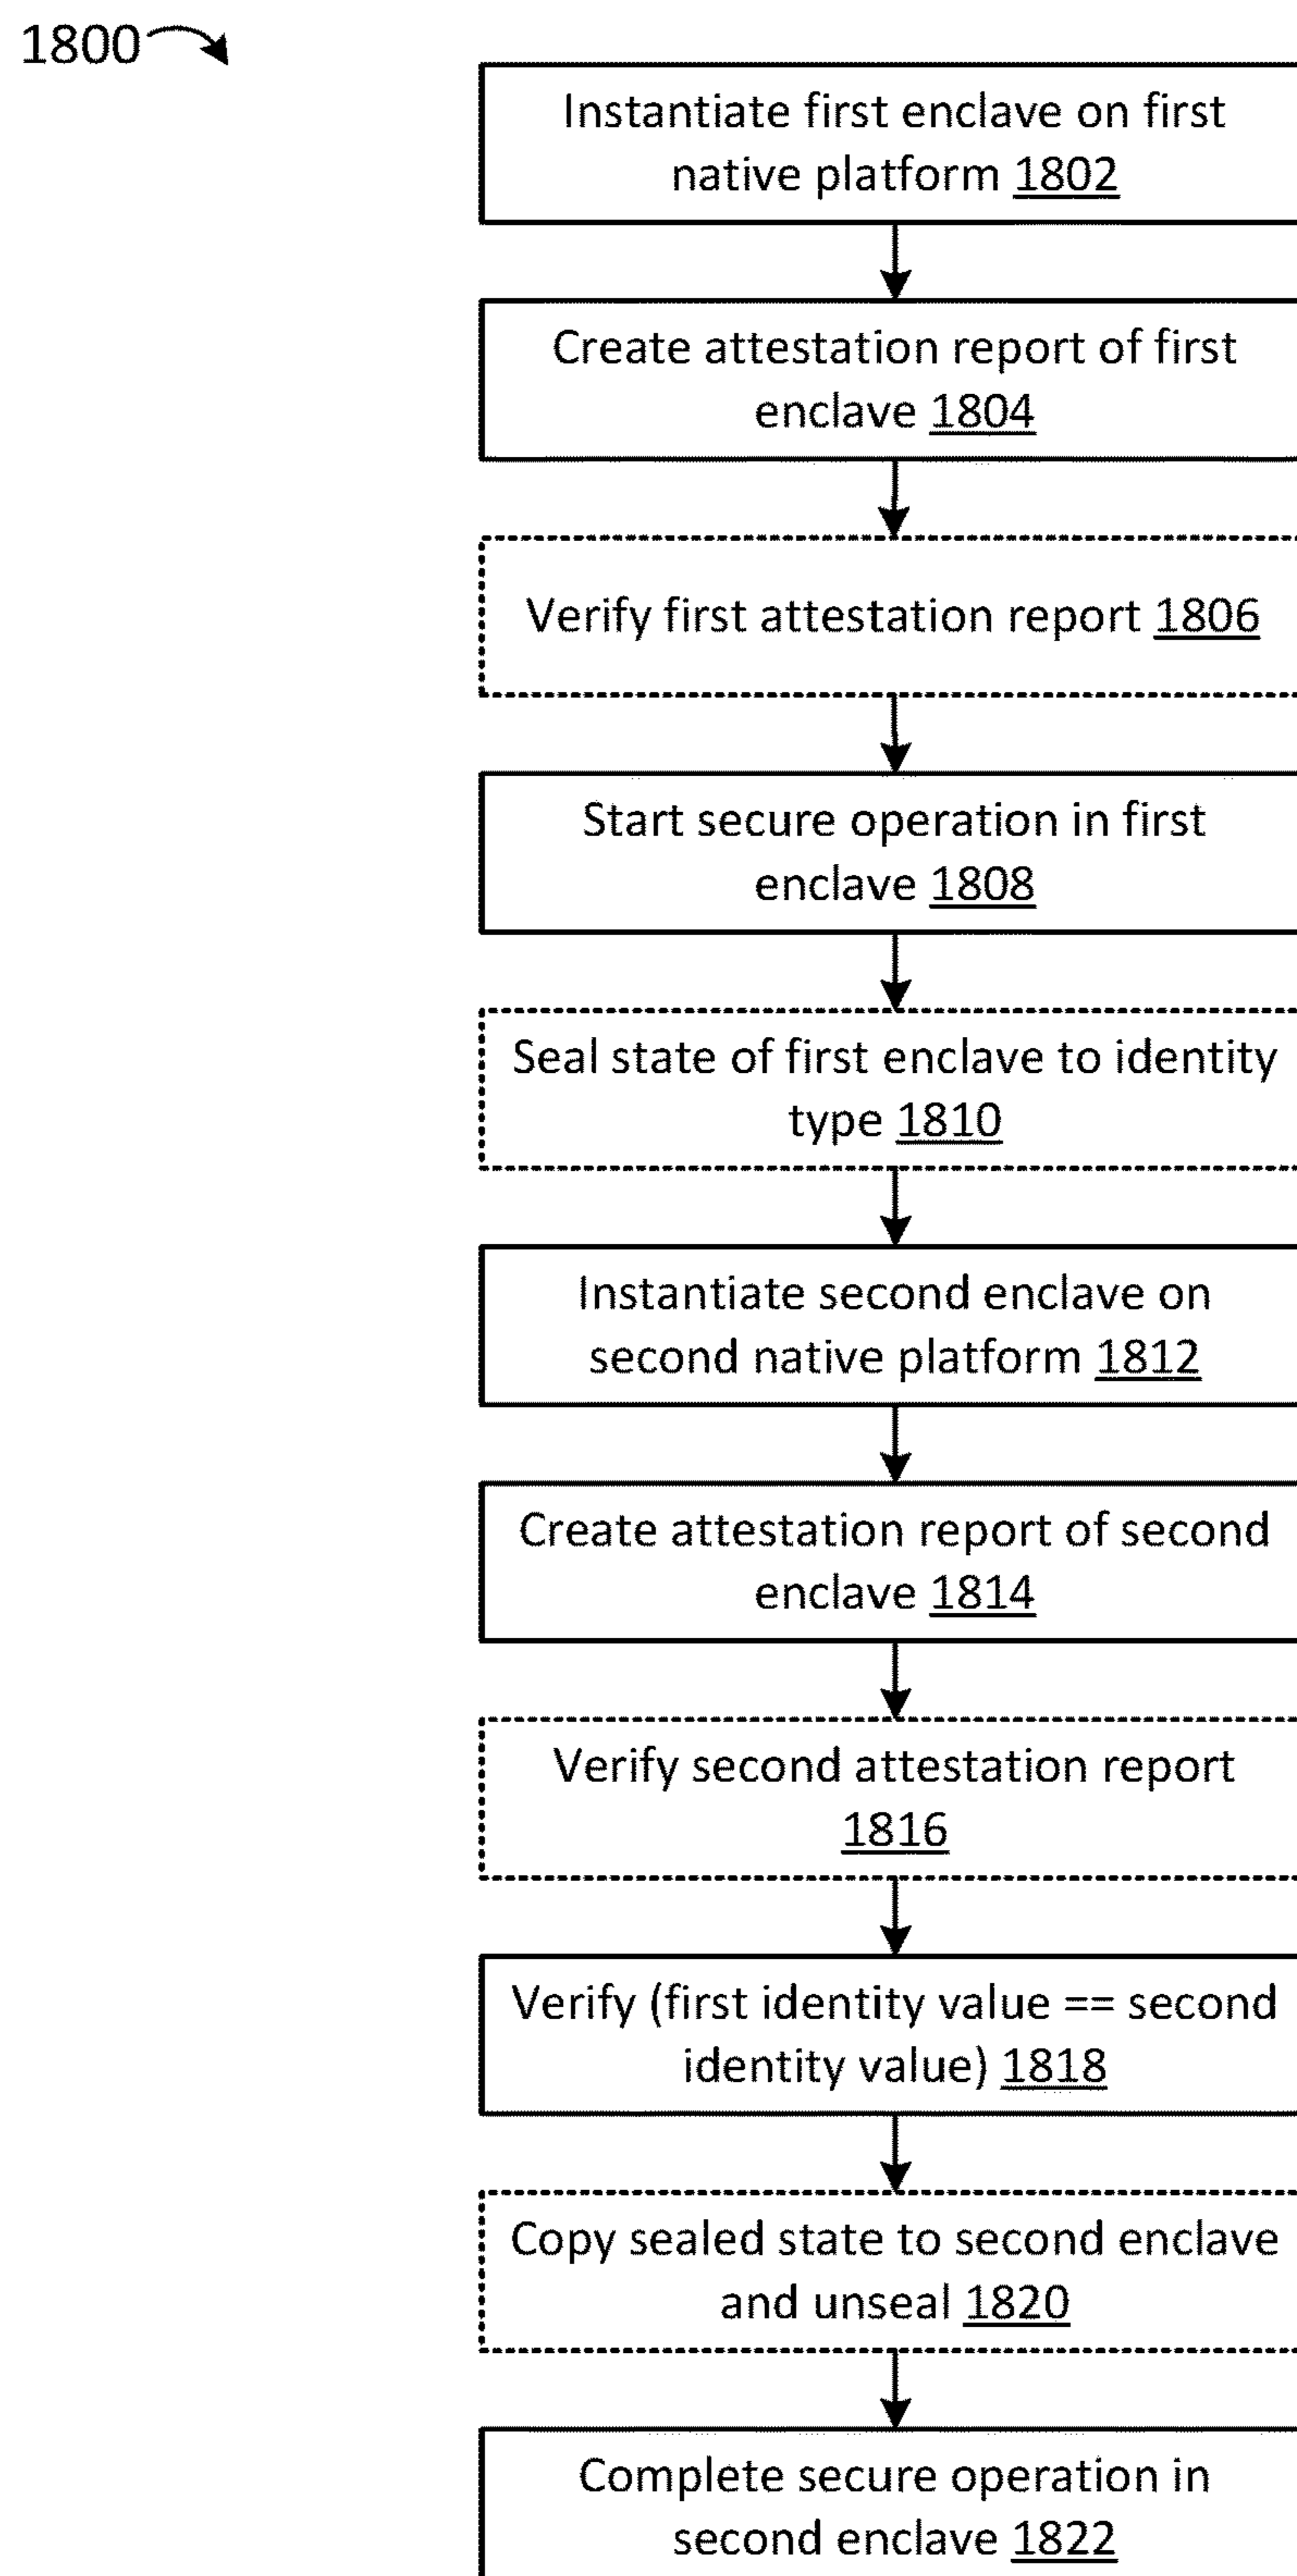 1800
Instantiate first enclave on first
native platform 1802
Create attestation report of first
enclave 1804
Verify first attestation report 1806
Start secure operation in first
enclave 1808
Seal state of first enclave to identity
type 1810
Instantiate second enclave on
second native platform 1812
Create attestation report of second
enclave 1814
Verify second attestation report
1816
Verify (first identity value == second
identity value) 1818
Copy sealed state to second enclave
and unseal 1820
Complete secure operation in
second enclave 1822